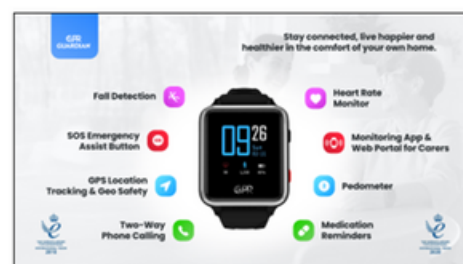 CPR
GUARDIAN
Stay connected, live happier and
healthier in the comfort of your own home.
Fall Detection
Heart Rate
Monitor
SOS Emergency
Assist Button
Monitoring App &
Web Portal for Carers
GPS Location
Tracking & Geo Safety
Pedometer
Two-Way
Phone Calling
Medication
Reminders
09
26
CPR